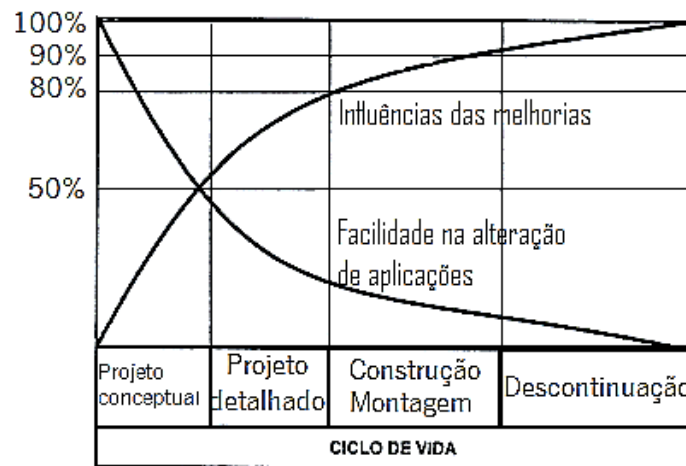 100%
90%
80%
50%
Influências das melhorias
Facilidade na alteração
de aplicações
Projeto
conceptual
Projeto
detalhado
Construção
Montagem
Descontinuação
CICLO DE VIDA